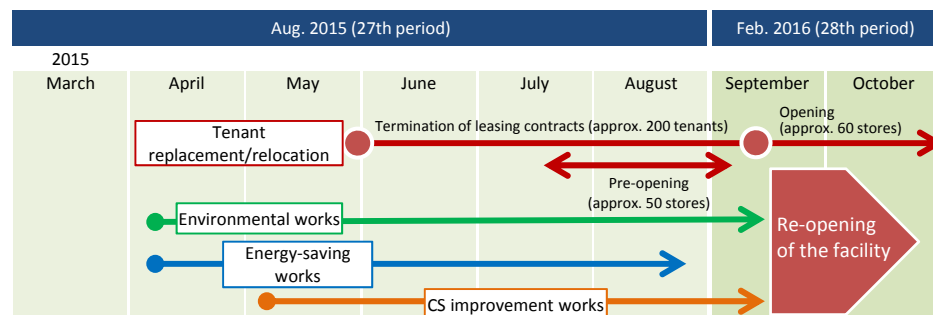 Aug. 2015 (27th period)
Feb. 2016 (28th period)
2015
March
April
May
June
July
August
September
October
Tenant
replacement/relocation
Termination of leasing contracts (approx. 200 tenants)
Opening
(approx. 60 stores)
Pre-opening
(approx. 50 stores)
Environmental works
Re-opening
of the facility
Energy-saving
works
CS improvement works